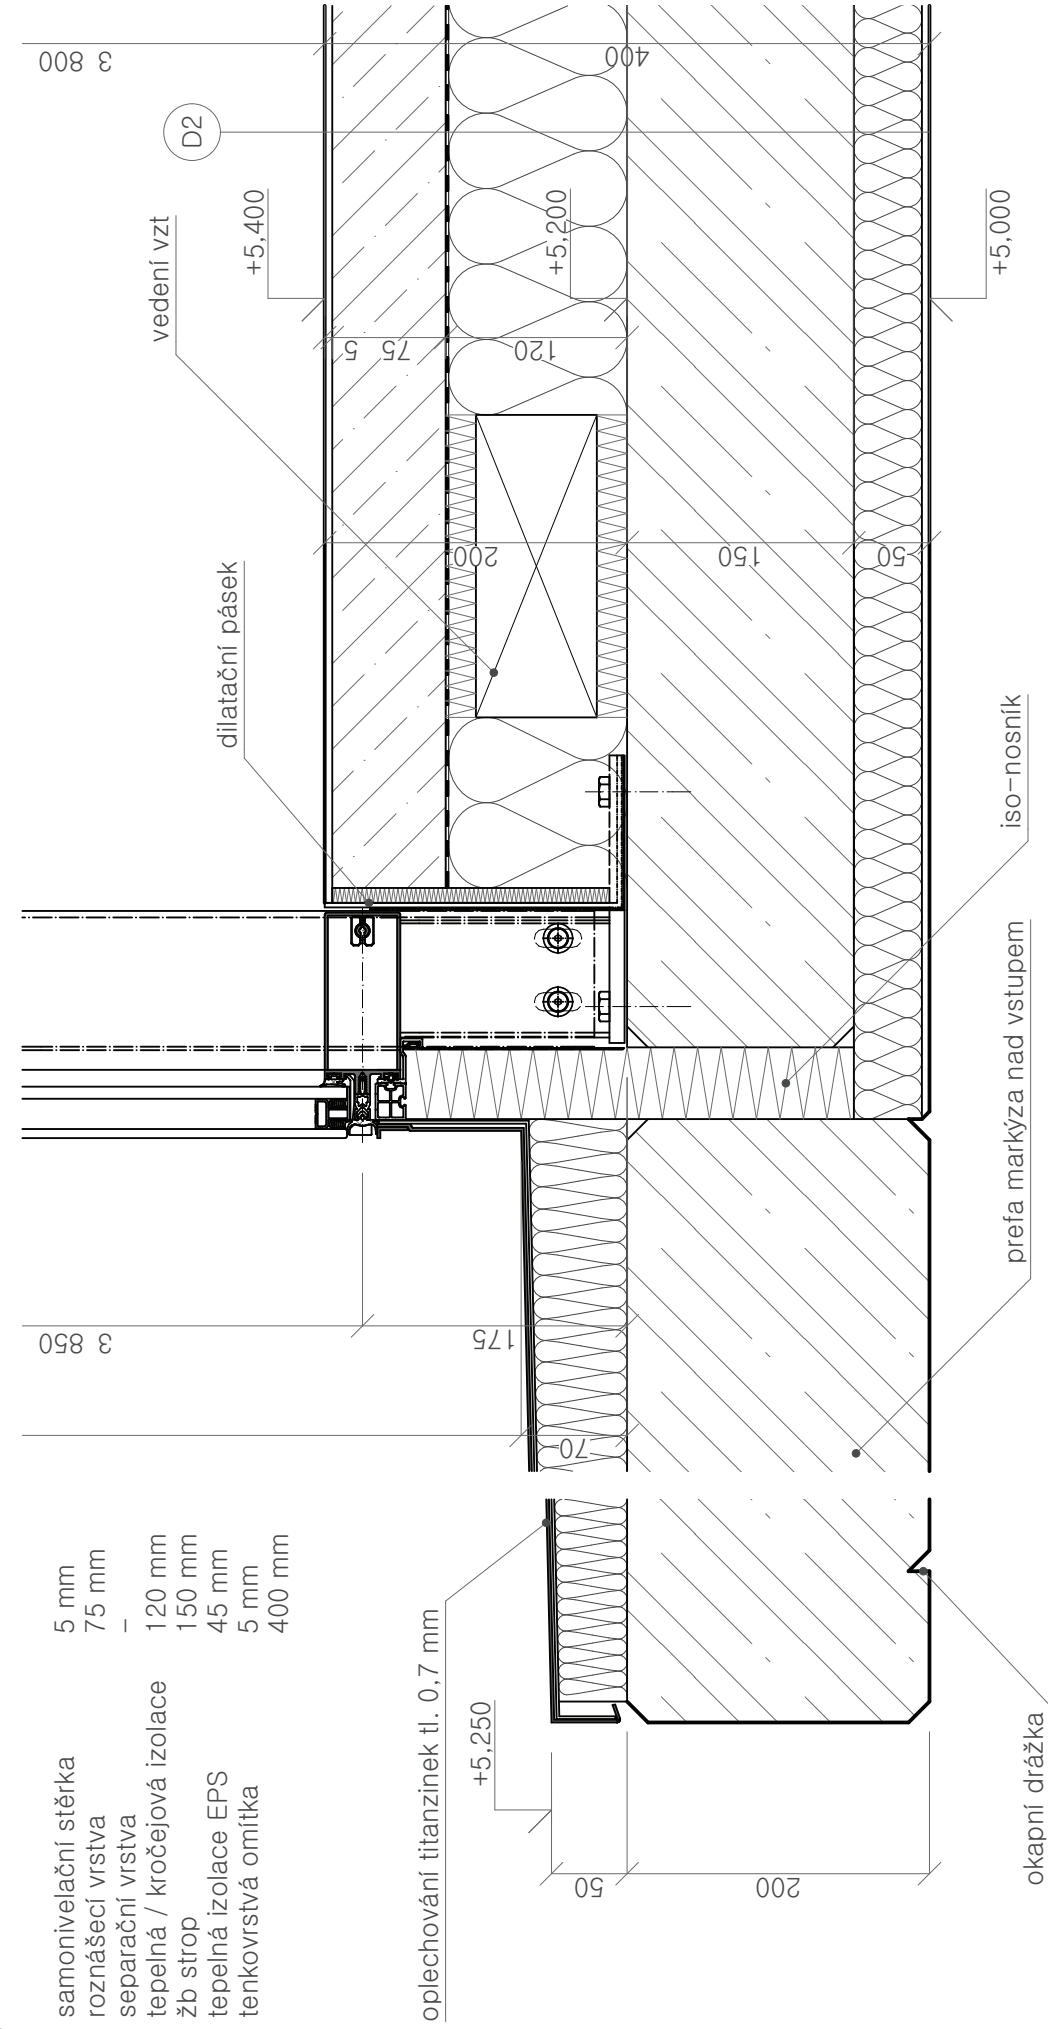 samonivelační stěrka 5 mm
roznášecí vrstva 75 mm
separační vrstva –
tepelná / kročejová izolace 120 mm
žb strop 150 mm
tepelná izolace EPS 45 mm
tenkovrstvá omítka 5 mm
400 mm
oplechování titanzinek tl. 0,7 mm
+5,250
50
200
okapní drážka
3 850
175
70
prefa markýza nad vstupem
iso-nosník
dilatační pásek
vedení vzt
200
150
50
5
75
120
+5,400
+5,200
+5,000
D2
3 800
400